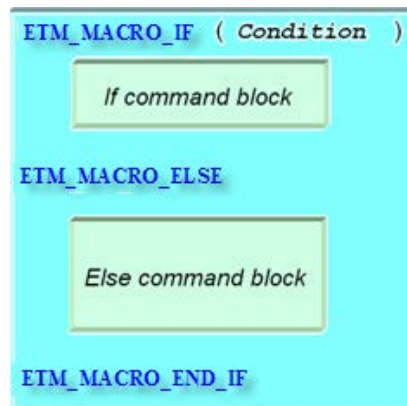 ETM_MACRO_IF ( Condition )
If command block
ETM_MACRO_ELSE
Else command block
ETM_MACRO_END_IF